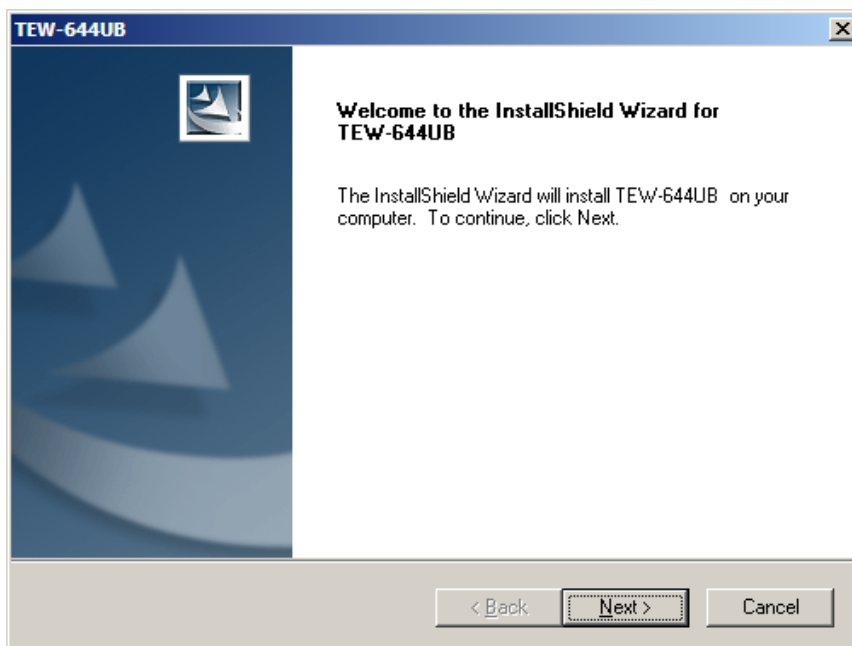 TEW-644UB
Welcome to the InstallShield Wizard for
TEW-644UB
The InstallShield Wizard will install TEW-644UB  on your
computer.  To continue, click Next.
< Back
Next >
Cancel